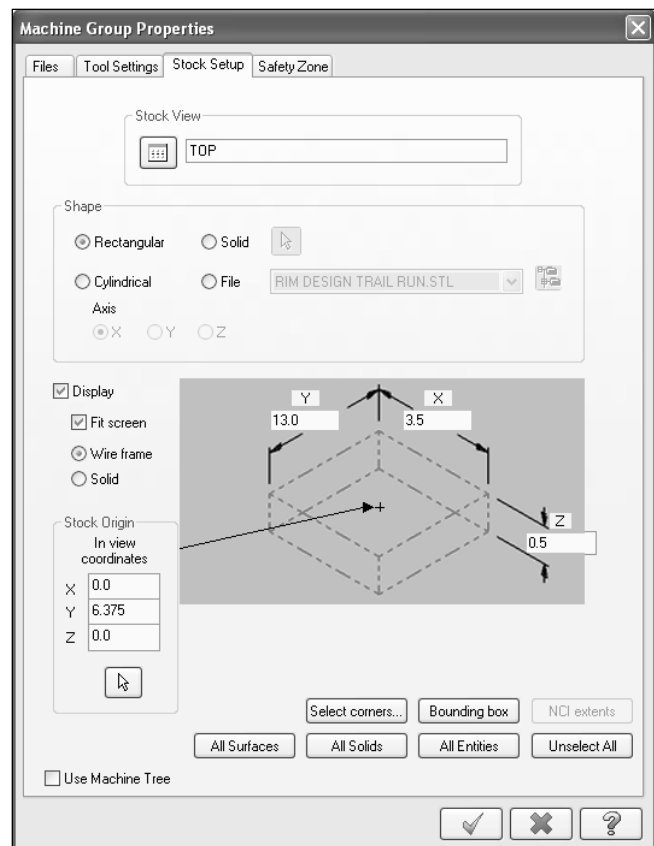 Machine Group Properties
Files
Tool Settings
Stock Setup
Safety Zone
Stock View
TOP
Shape
Rectangular
Solid
Cylindrical
File
RIM DESIGN TRAIL RUN.STL
Axis
X
Y
Z
Display
Fit screen
Wire frame
Solid
Y
13.0
X
3.5
Z
0.5
Stock Origin
In view
coordinates
X 0.0
Y 6.375
Z 0.0
Select corners...
Bounding box
NCI extents
All Surfaces
All Solids
All Entities
Unselect All
Use Machine Tree